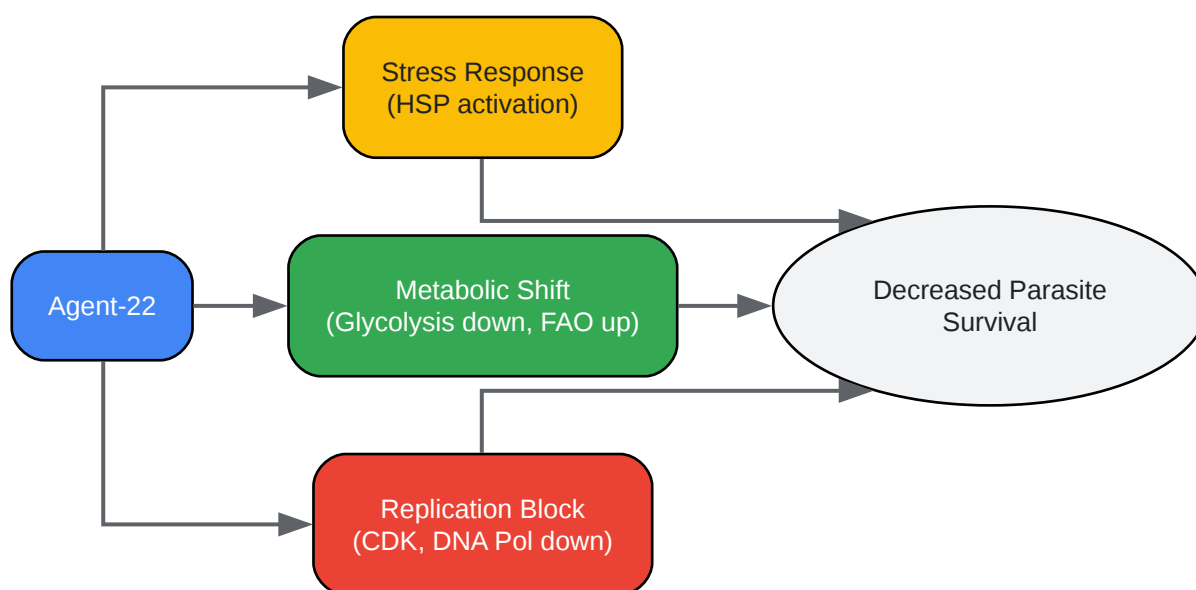 Stress Response
(HSP activation)
Agent-22
Metabolic Shift
(Glycolysis down, FAO up)
Decreased Parasite
Survival
Replication Block
(CDK, DNA Pol down)